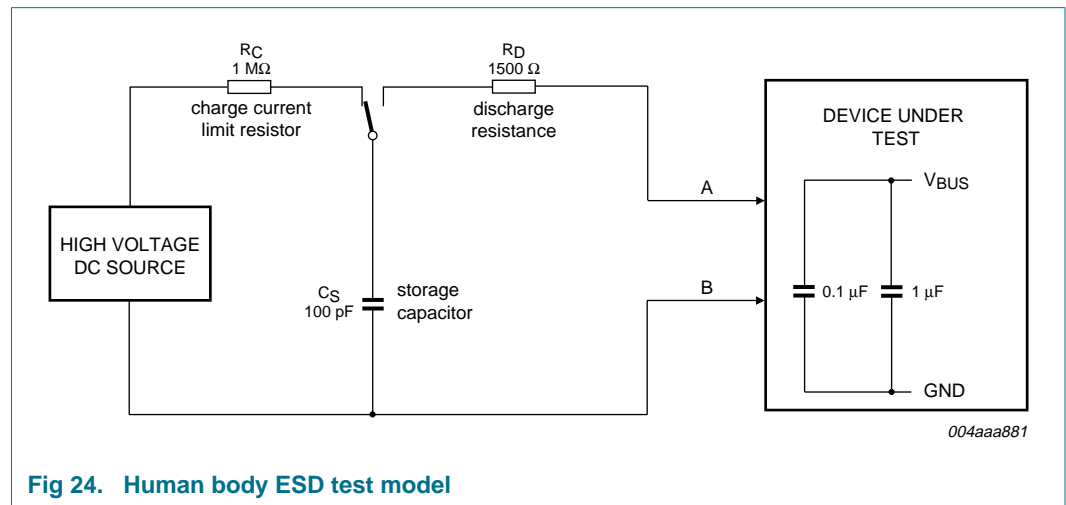 RC
1 MΩ
charge current
limit resistor
RD
1500 Ω
discharge
resistance
DEVICE UNDER
TEST
VBUS
A
HIGH VOLTAGE
DC SOURCE
CS
100 pF
storage
capacitor
B
0.1 μF
1 μF
GND
004aaa881
Fig 24. Human body ESD test model